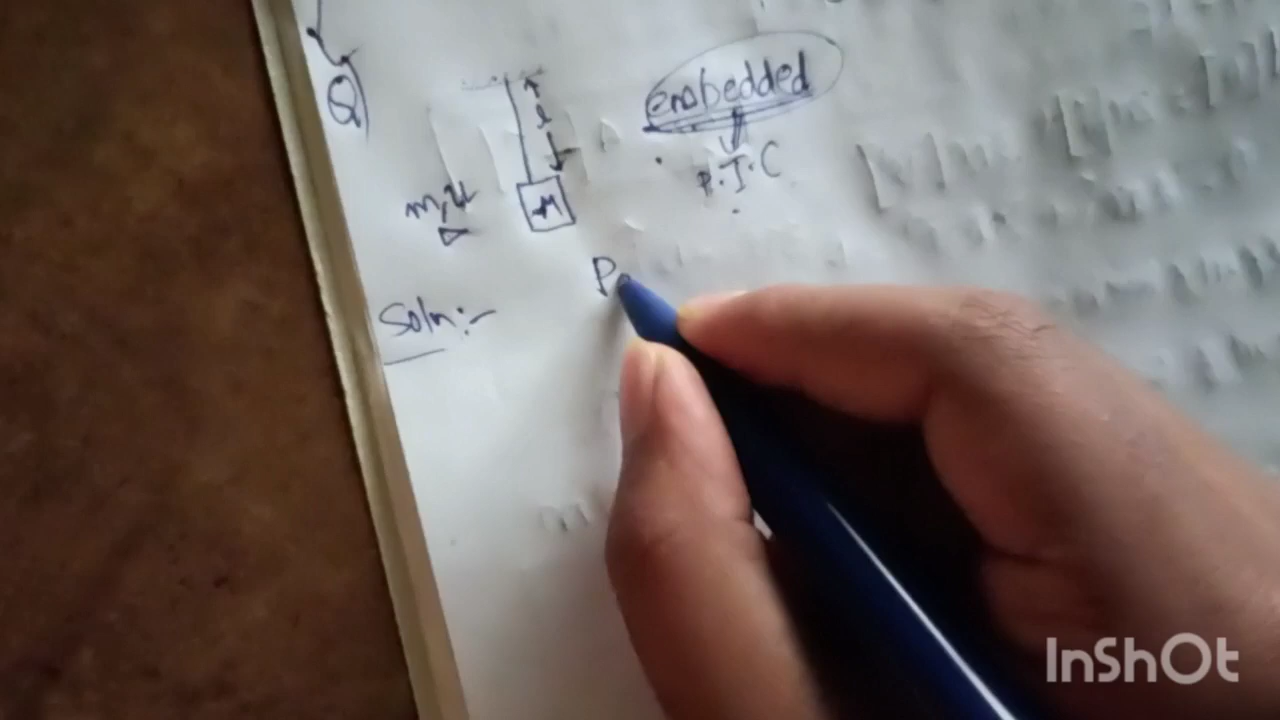 Q)
embedded
l
P.I.C
m, u
M
Soln:-
P
InShOt